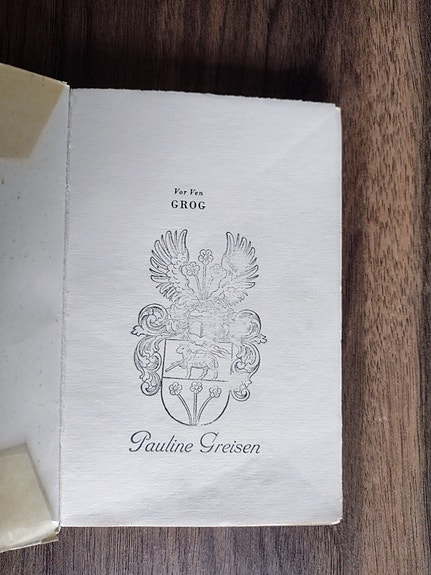 Vor Ven
GROG
Pauline Greisen